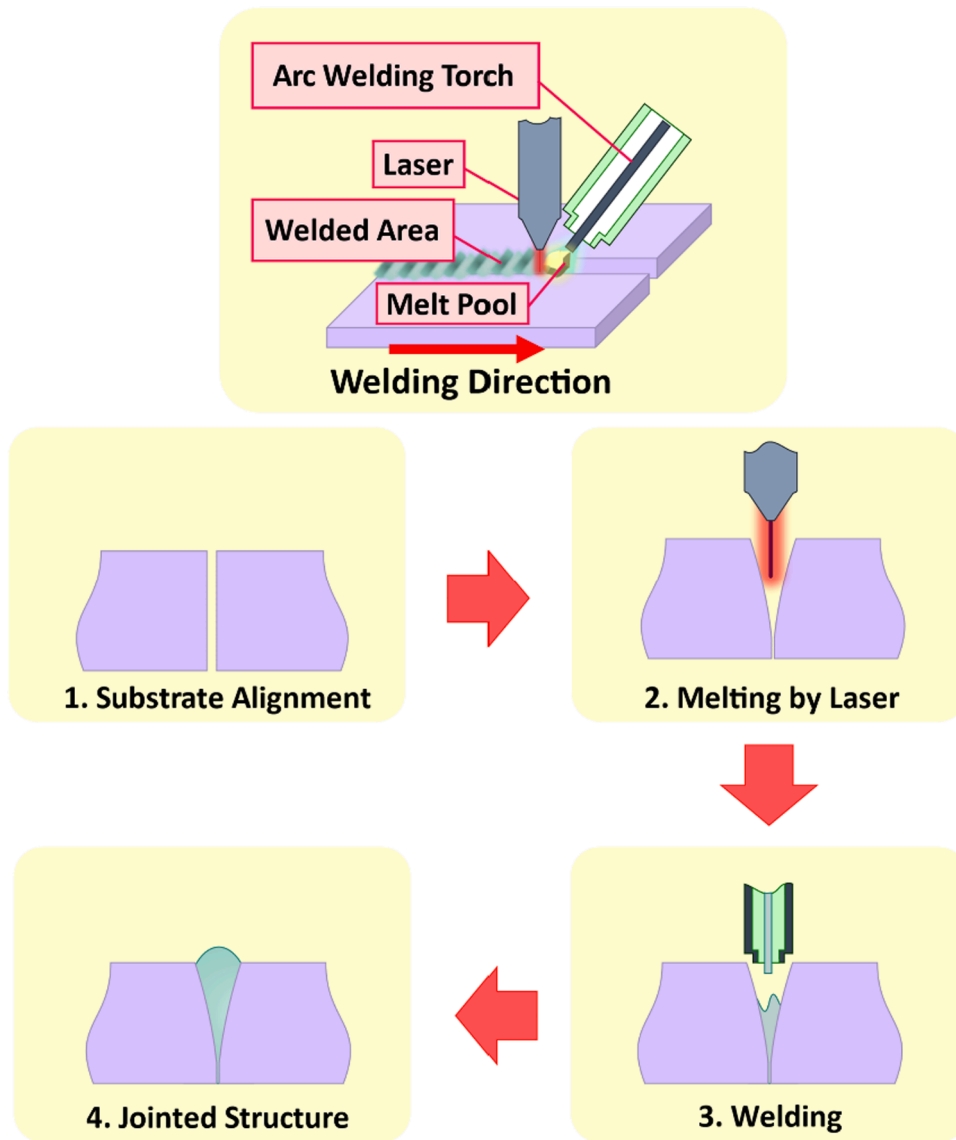 Arc Welding Torch
Laser
Welded Area
Melt Pool
Welding Direction
1. Substrate Alignment
2. Melting by Laser
4. Jointed Structure
3. Welding